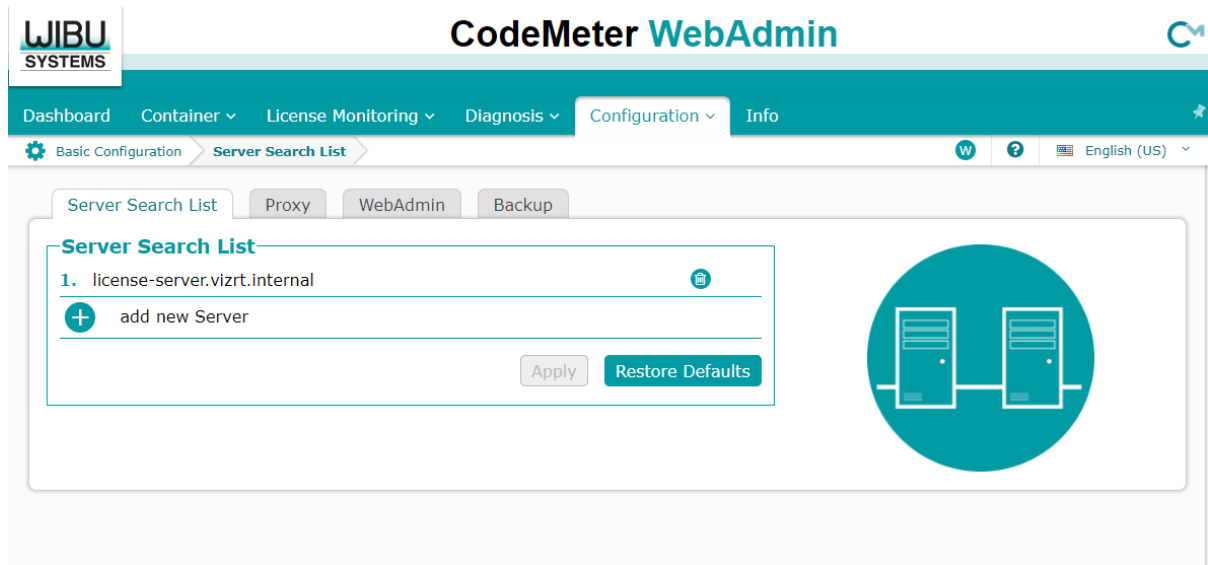 WIBU
SYSTEMS
CodeMeter WebAdmin
CM
Dashboard Container License Monitoring Diagnosis Configuration Info
Basic Configuration Server Search List W ? English (US)
Server Search List Proxy WebAdmin Backup
Server Search List
1. license-server.vizrt.internal
+ add new Server
Apply Restore Defaults